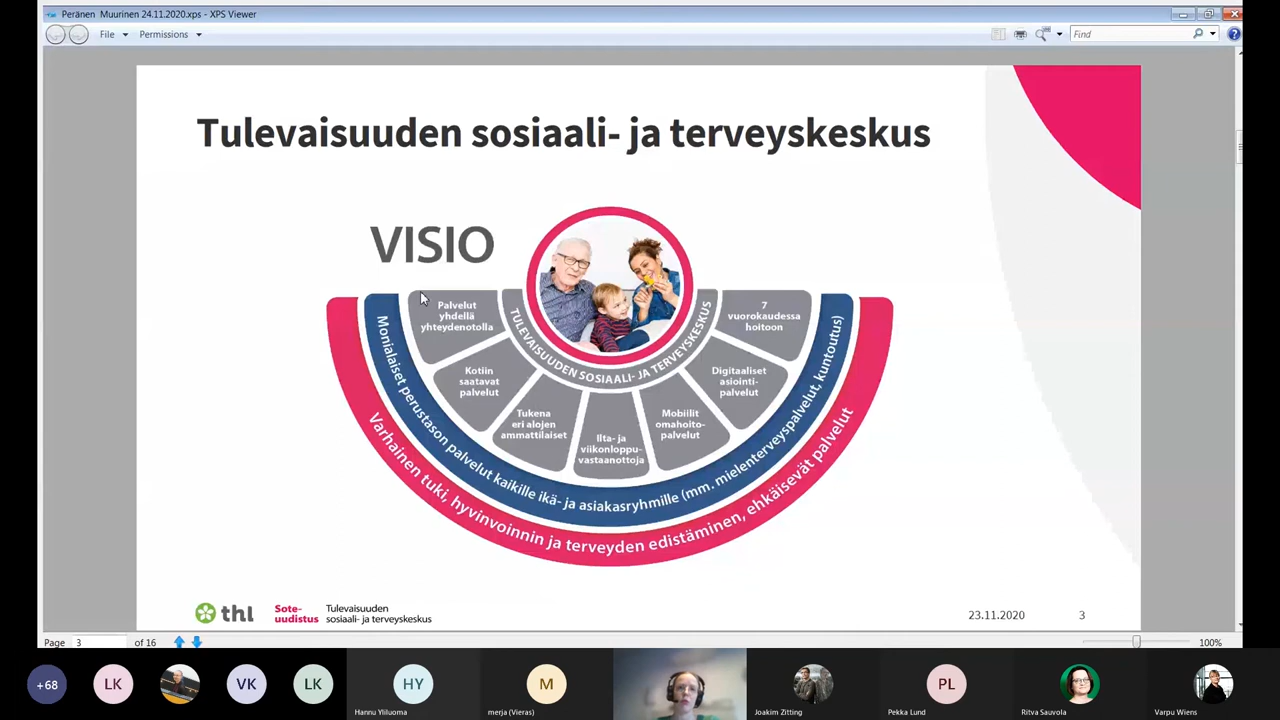 Peränen Muurinen 24.11.2020.xps - XPS Viewer
File Permissions Find
Tulevaisuuden sosiaali- ja terveyskeskus
VISIO
Palvelut
yhdellä
yhteydenotolla
Kotiin
saatavat
palvelut
Tukena
eri alojen
ammattilaiset
Ilta- ja
viikonloppu-
vastaanottoja
Mobiilit
omahoito-
palvelut
Digitaaliset
asiointi-
palvelut
7
vuorokaudessa
hoitoon
TULEVAISUUDEN SOSIAALI- JA TERVEYSKESKUS
Monialaiset perustason palvelut kaikille ikä- ja asiakasryhmille (mm. mielenterveyspalvelut, kuntoutus)
Varhainen tuki, hyvinvoinnin ja terveyden edistäminen, ehkäisevät palvelut
thl
Sote-
uudistus
Tulevaisuuden
sosiaali- ja terveyskeskus
23.11.2020 3
Page 3 of 16 100%
+68 LK VK LK HY M PL
Hannu Yliluoma merja (Vieras) Joakim Zitting Pekka Lund Ritva Sauvola Varpu Wiens